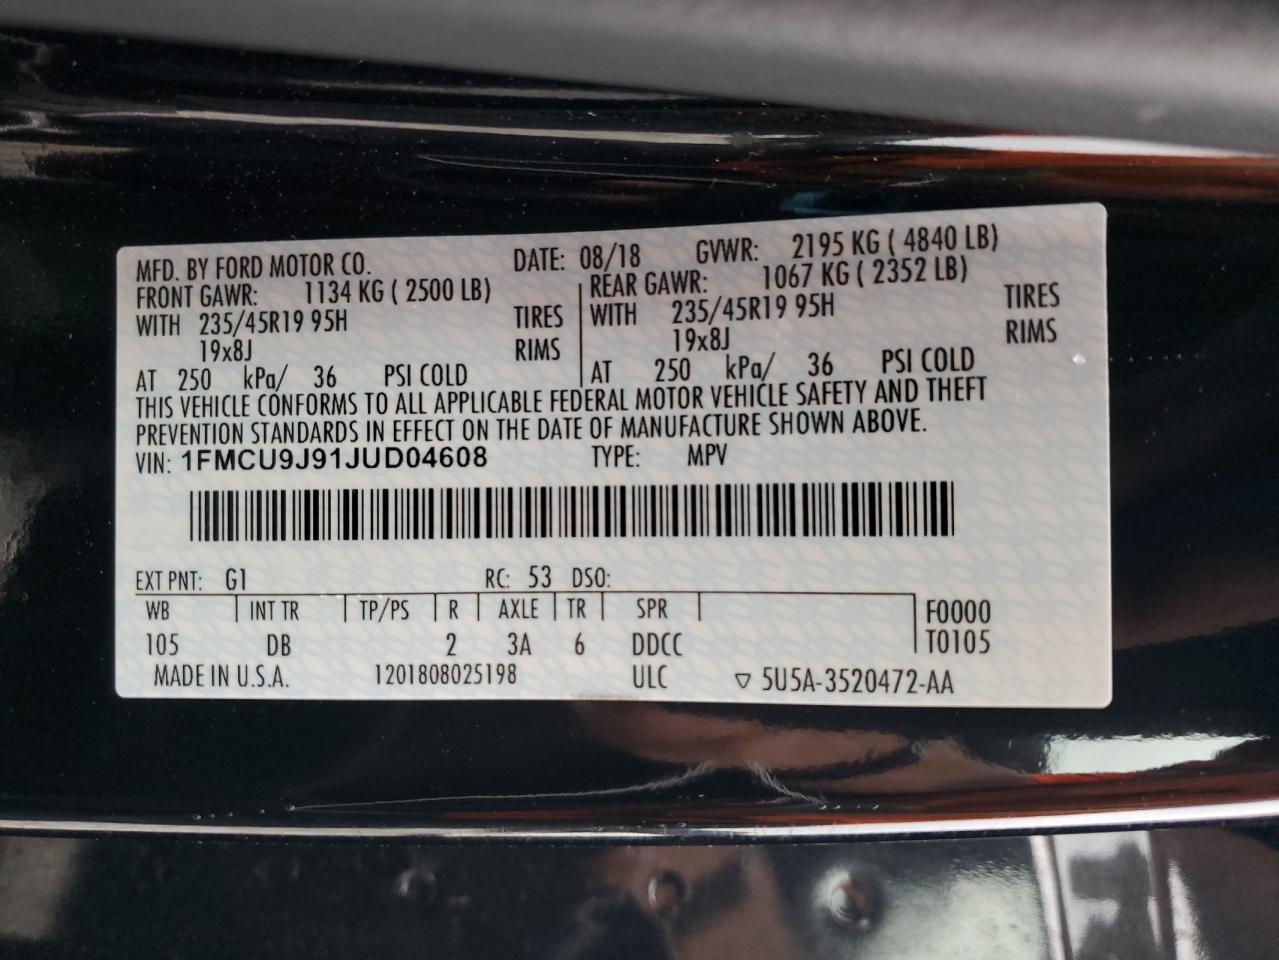 MFD. BY FORD MOTOR CO. DATE: 08/18 GVWR: 2195 KG ( 4840 LB)
FRONT GAWR: 1134 KG ( 2500 LB) REAR GAWR: 1067 KG ( 2352 LB)
WITH 235/45R19 95H TIRES WITH 235/45R19 95H TIRES
19x8J RIMS 19x8J RIMS
AT 250 kPa/ 36 PSI COLD AT 250 kPa/ 36 PSI COLD
THIS VEHICLE CONFORMS TO ALL APPLICABLE FEDERAL MOTOR VEHICLE SAFETY AND THEFT
PREVENTION STANDARDS IN EFFECT ON THE DATE OF MANUFACTURE SHOWN ABOVE.
VIN: 1FMCU9J91JUD04608 TYPE: MPV
EXT PNT: G1 RC: 53 DSO:
WB INT TR TP/PS R AXLE TR SPR F0000
105 DB 2 3A 6 DDCC T0105
MADE IN U.S.A. 1201808025198 ULC ▽ 5U5A-3520472-AA